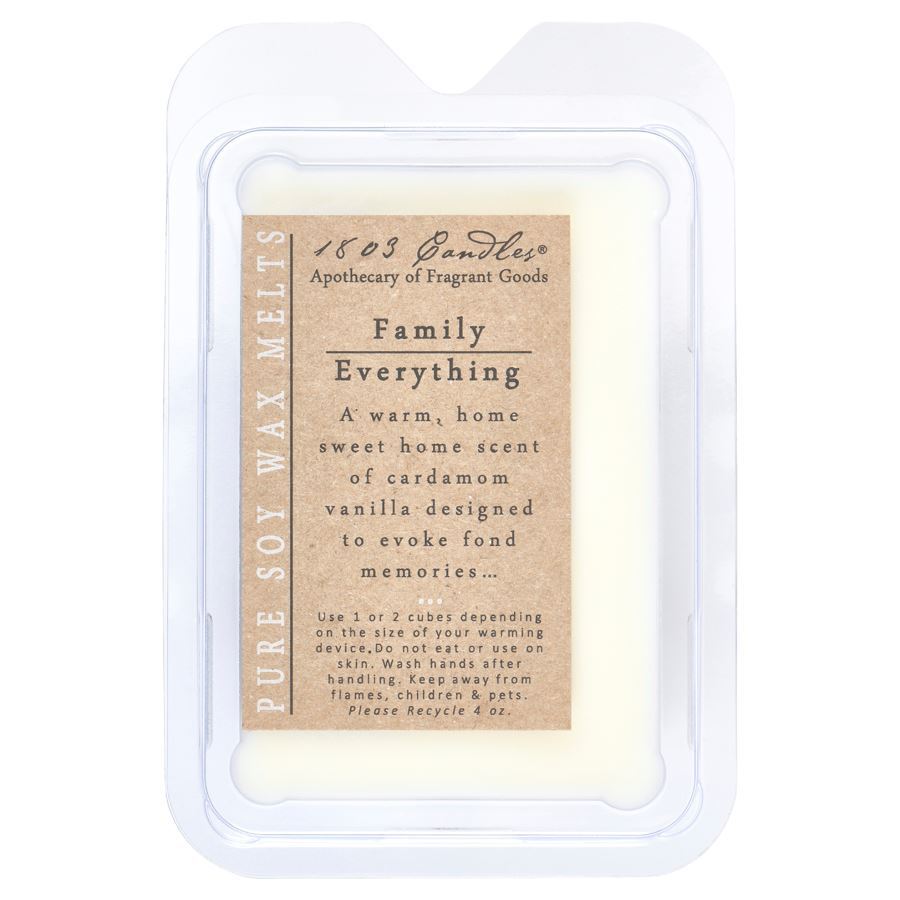 PURE SOY WAX MELTS
1803 Candles®
Apothecary of Fragrant Goods
Family
Everything
A warm, home
sweet home scent
of cardamom
vanilla designed
to evoke fond
memories...
Use 1 or 2 cubes depending
on the size of your warming
device.Do not eat or use on
skin. Wash hands after
handling. Keep away from
flames, children & pets.
Please Recycle 4 oz.